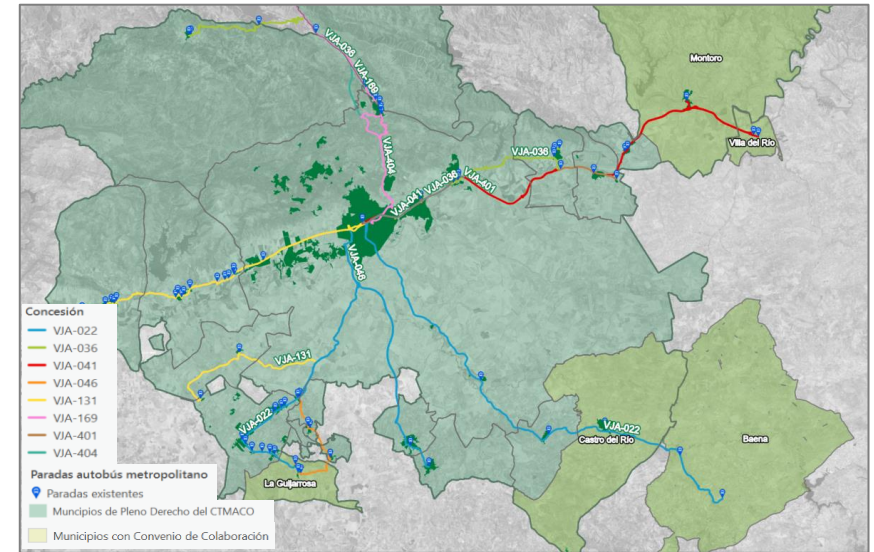 VJA-036
VJA-169
Montoro
Villa del Río
VJA-404
VJA-036
VJA-036
VJA-401
VJA-041
VJA-046
VJA-131
VJA-022
VJA-022
Castro del Río
Baena
La Guijarrosa
Concesión
VJA-022
VJA-036
VJA-041
VJA-046
VJA-131
VJA-169
VJA-401
VJA-404
Paradas autobús metropolitano
Paradas existentes
Muncipios de Pleno Derecho del CTMACO
Municipios con Convenio de Colaboración